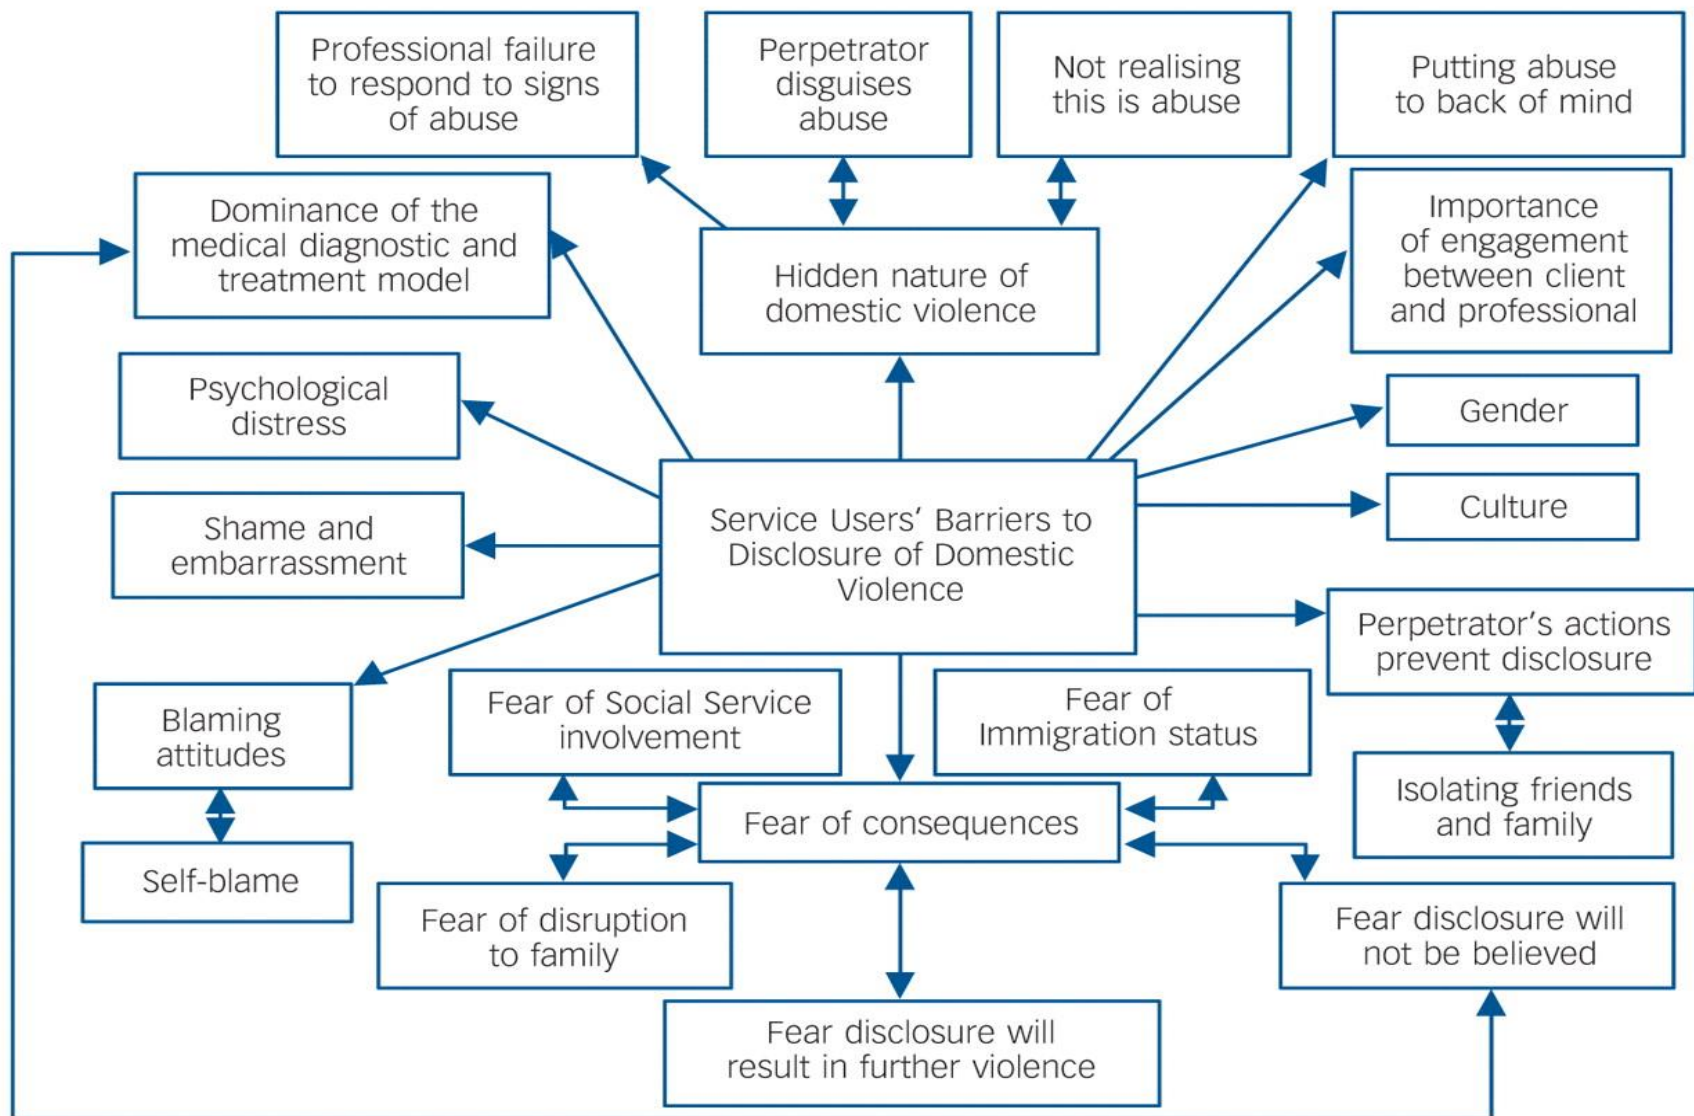 Professional failure
to respond to signs
of abuse
Perpetrator
disguises
abuse
Not realising
this is abuse
Putting abuse
to back of mind
Dominance of the
medical diagnostic and
treatment model
Hidden nature of
domestic violence
Importance
of engagement
between client
and professional
Psychological
distress
Gender
Shame and
embarrassment
Service Users’ Barriers to
Disclosure of Domestic
Violence
Culture
Perpetrator’s actions
prevent disclosure
Blaming
attitudes
Fear of Social Service
involvement
Fear of
Immigration status
Isolating friends
and family
Fear of consequences
Self-blame
Fear of disruption
to family
Fear disclosure will
not be believed
Fear disclosure will
result in further violence